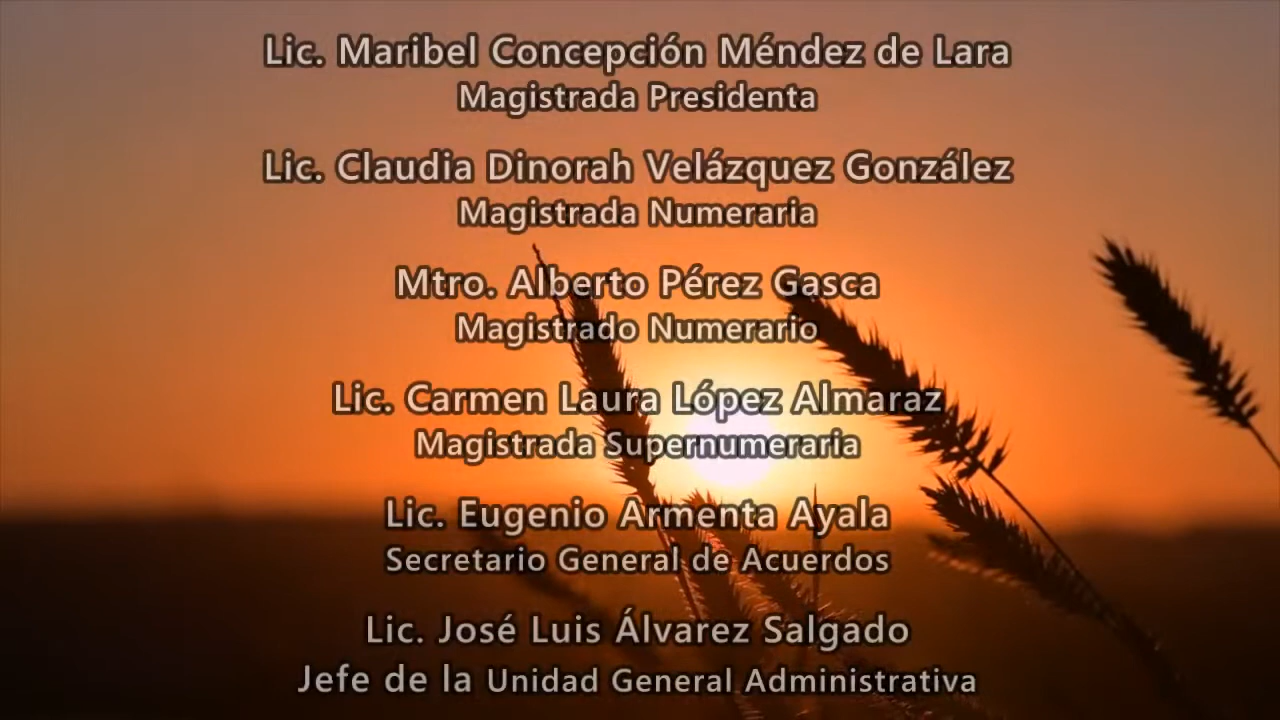 Lic. Maribel Concepción Méndez de Lara
Magistrada Presidenta
Lic. Claudia Dinorah Velázquez González
Magistrada Numeraria
Mtro. Alberto Pérez Gasca
Magistrado Numerario
Lic. Carmen Laura López Almaraz
Magistrada Supernumeraria
Lic. Eugenio Armenta Ayala
Secretario General de Acuerdos
Lic. José Luis Álvarez Salgado
Jefe de la Unidad General Administrativa